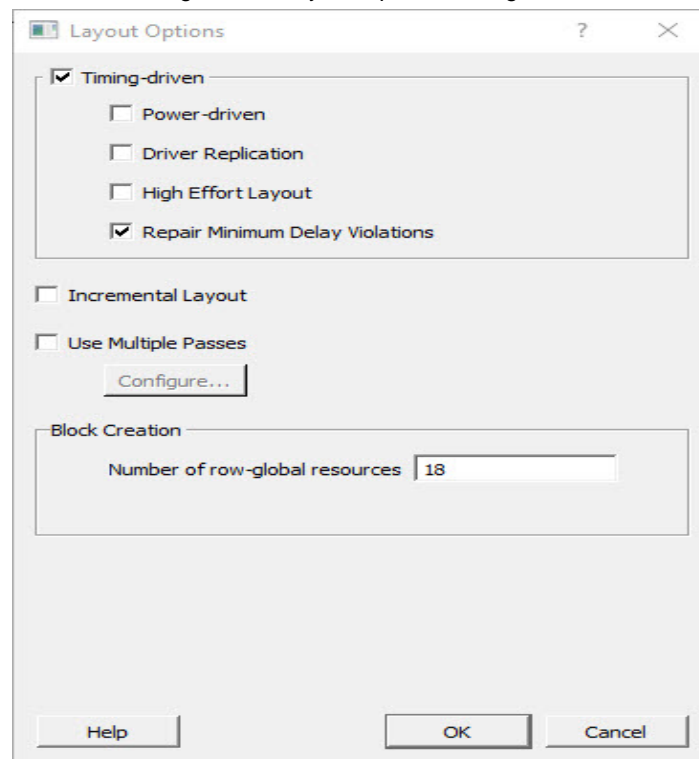 Layout Options
?
Timing-driven
Power-driven
Driver Replication
High Effort Layout
Repair Minimum Delay Violations
Incremental Layout
Use Multiple Passes
Configure...
Block Creation
Number of row-global resources 18
Help OK Cancel